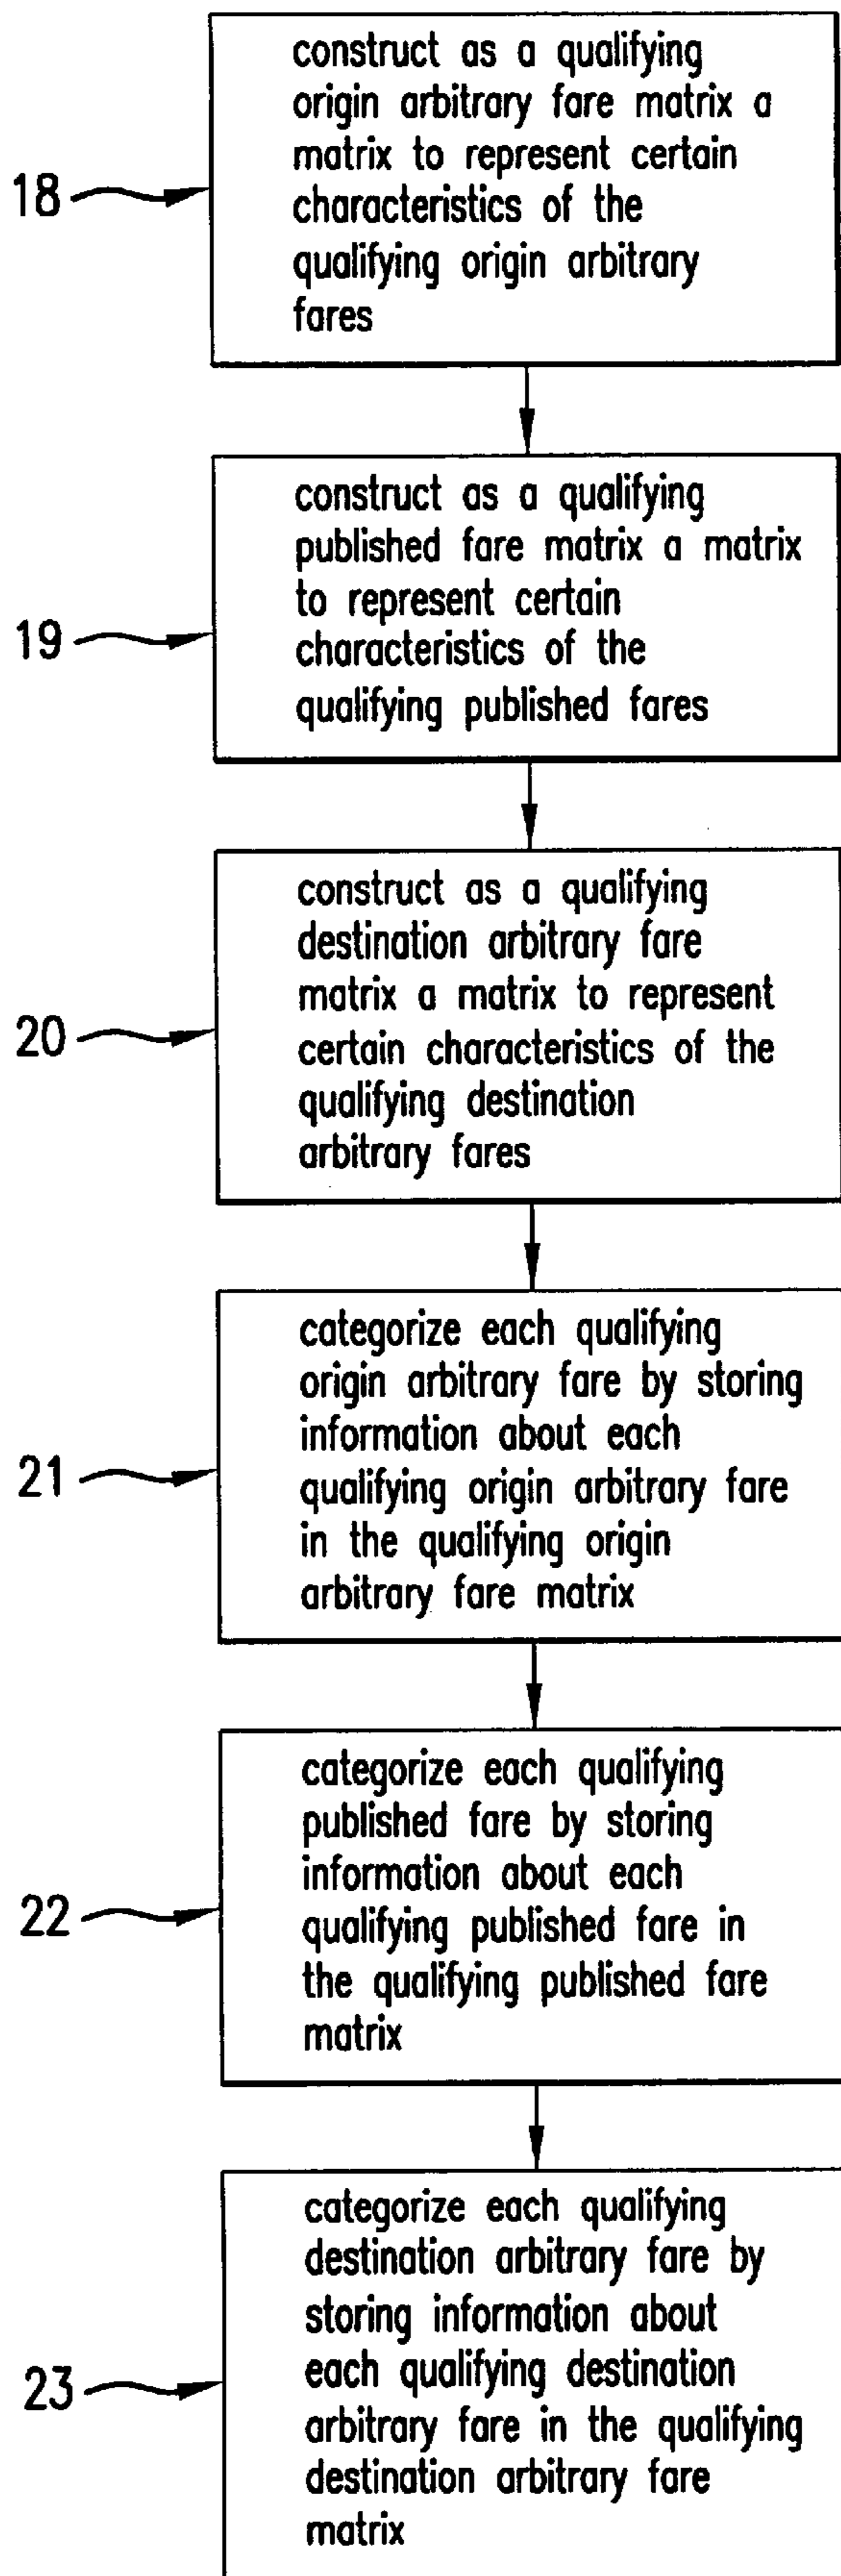 construct as a qualifying
origin arbitrary fare matrix a
matrix to represent certain
characteristics of the
qualifying origin arbitrary
fares
18
construct as a qualifying
published fare matrix a matrix
to represent certain
characteristics of the
qualifying published fares
19
construct as a qualifying
destination arbitrary fare
matrix a matrix to represent
certain characteristics of the
qualifying destination
arbitrary fares
20
categorize each qualifying
origin arbitrary fare by storing
information about each
qualifying origin arbitrary fare
in the qualifying origin
arbitrary fare matrix
21
categorize each qualifying
published fare by storing
information about each
qualifying published fare in
the qualifying published fare
matrix
22
categorize each qualifying
destination arbitrary fare by
storing information about
each qualifying destination
arbitrary fare in the qualifying
destination arbitrary fare
matrix
23